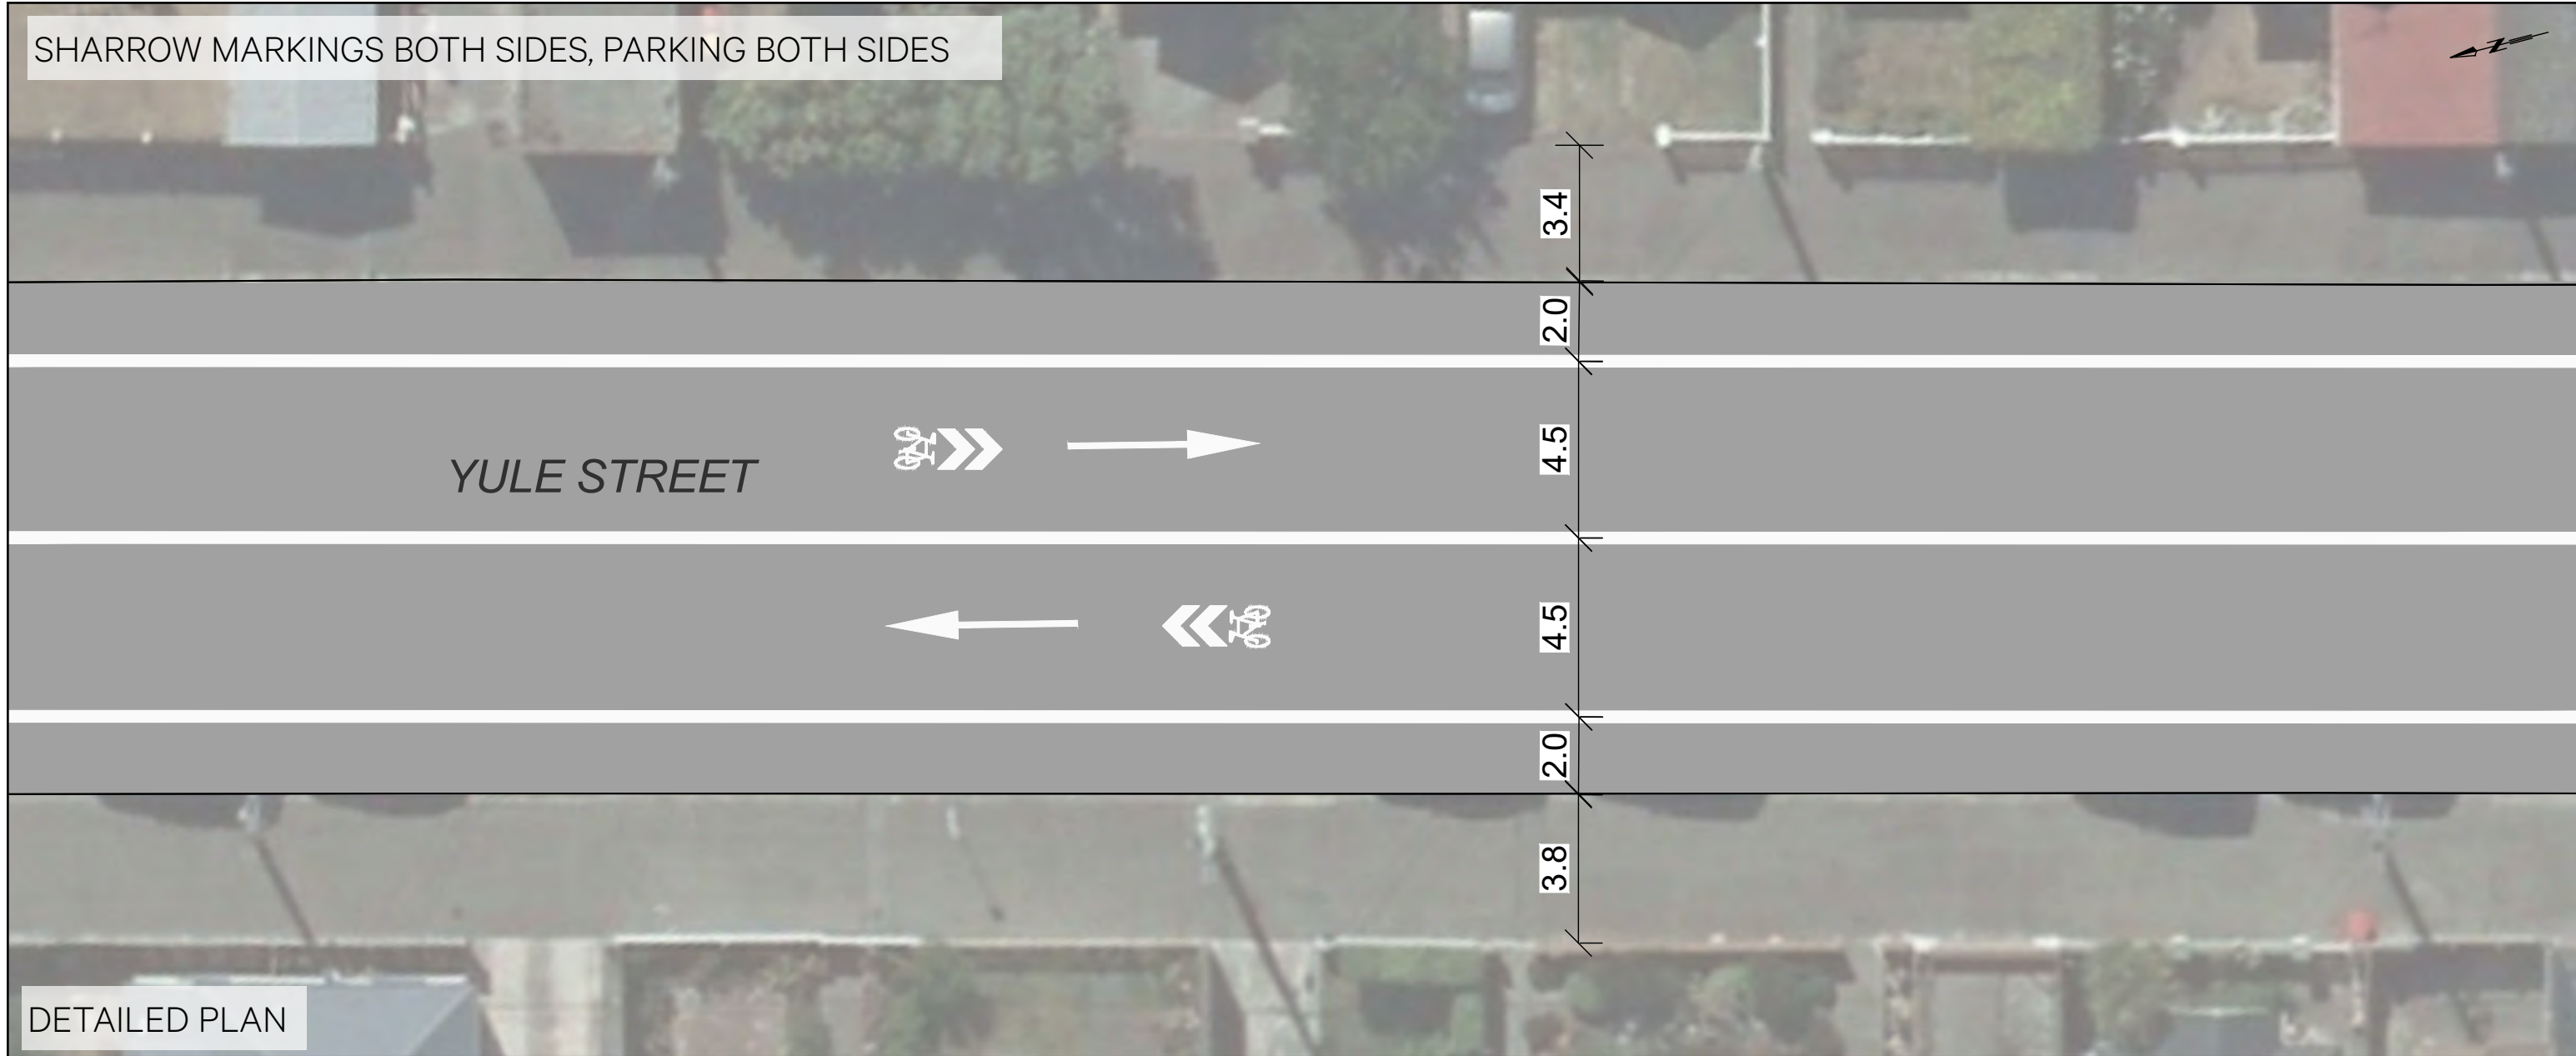 SHARROW MARKINGS BOTH SIDES, PARKING BOTH SIDES
N
3.4
2.0
4.5
YULE STREET
4.5
2.0
3.8
DETAILED PLAN